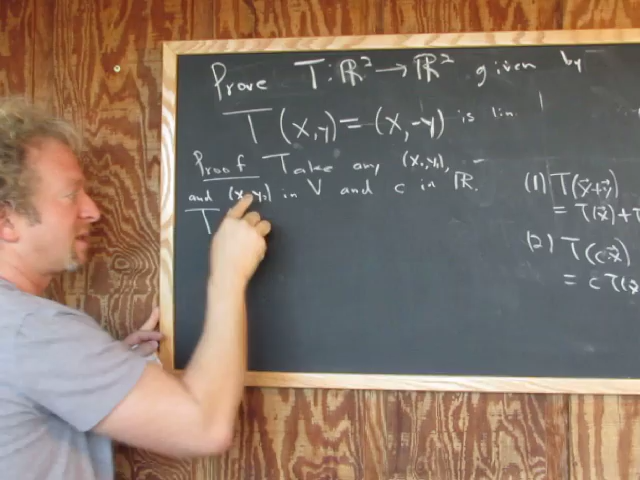 Prove T: ℝ² → ℝ² given by
T(x,y) = (x,-y) is lin
Proof Take any (x₁,y₁),
and (x₂,y₂) in V and c in ℝ.
T
(1) T(x⃗+y⃗)
= T(x⃗)+T
(2) T(cx⃗)
= cT(x⃗